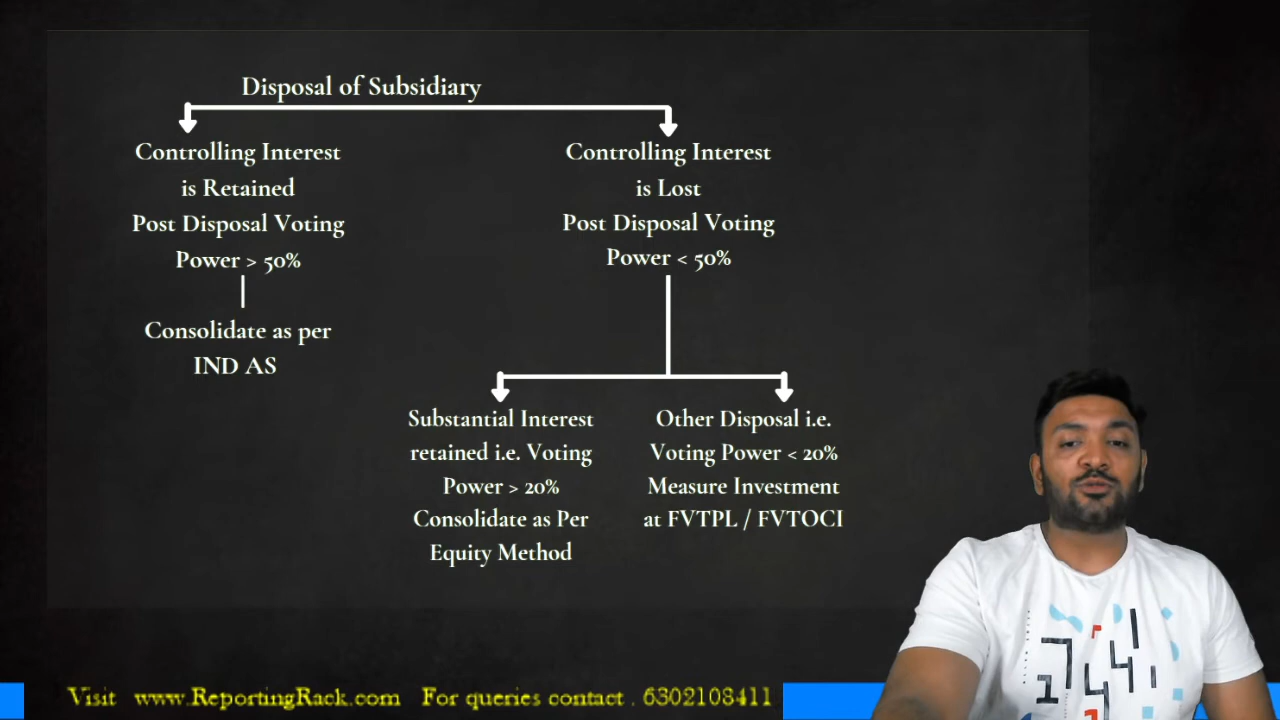 Disposal of Subsidiary
Controlling Interest
is Retained
Post Disposal Voting
Power > 50%
Consolidate as per
IND AS
Controlling Interest
is Lost
Post Disposal Voting
Power < 50%
Substantial Interest
retained i.e. Voting
Power > 20%
Consolidate as Per
Equity Method
Other Disposal i.e.
Voting Power < 20%
Measure Investment
at FVTPL / FVTOCI
Visit www.ReportingRack.com For queries contact . 6302108411